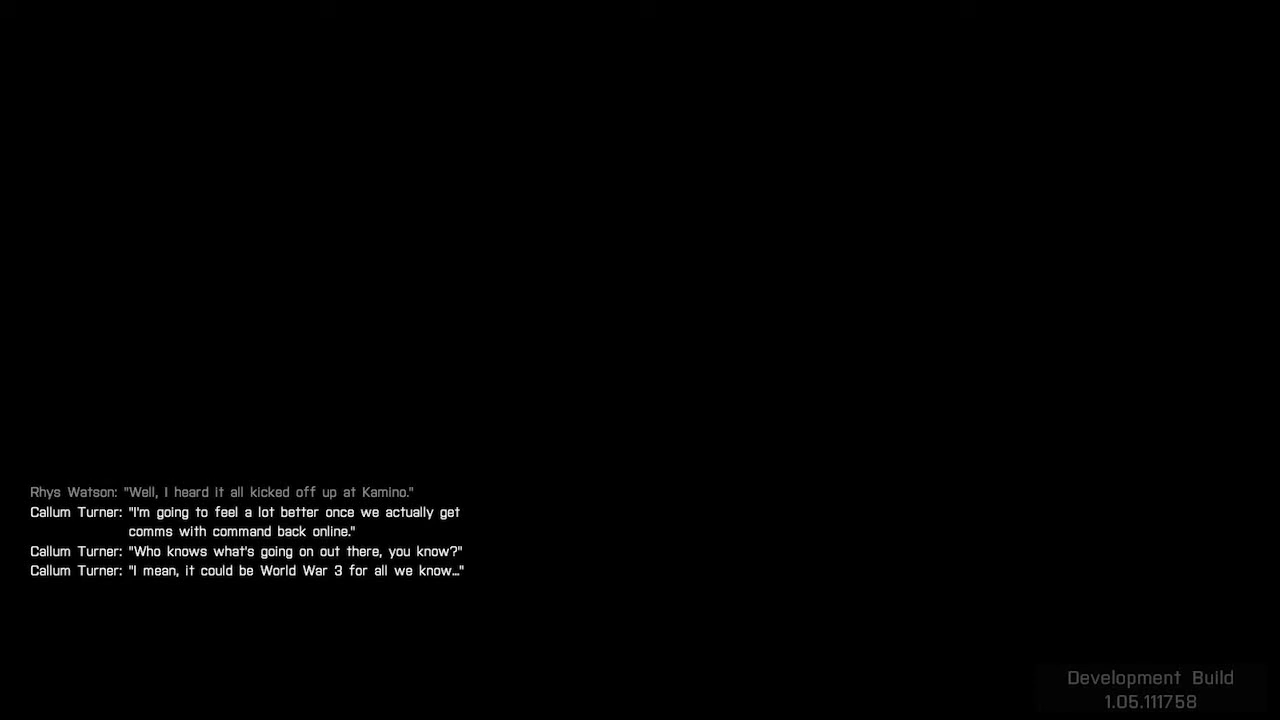 Rhys Watson: "Well, I heard it all kicked off up at Kamino."
Callum Turner: "I'm going to feel a lot better once we actually get
comms with command back online."
Callum Turner: "Who knows what's going on out there, you know?"
Callum Turner: "I mean, it could be World War 3 for all we know..."
Development Build
1.05.111758